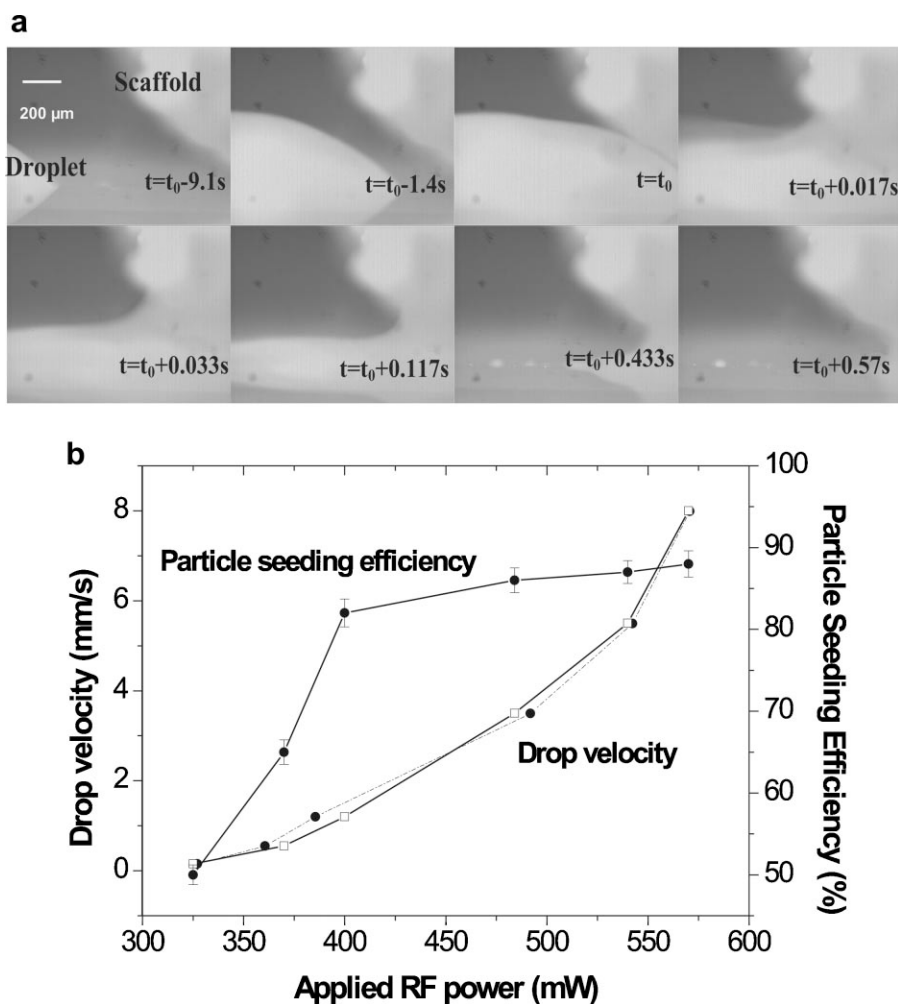 a
Scaffold
200 µm
Droplet
t=t₀-9.1s
t=t₀-1.4s
t=t₀
t=t₀+0.017s
t=t₀+0.033s
t=t₀+0.117s
t=t₀+0.433s
t=t₀+0.57s
b
Particle seeding efficiency
Drop velocity
Drop velocity (mm/s)
8
6
4
2
0
Particle Seeding Efficiency (%)
100
90
80
70
60
50
300 350 400 450 500 550 600
Applied RF power (mW)